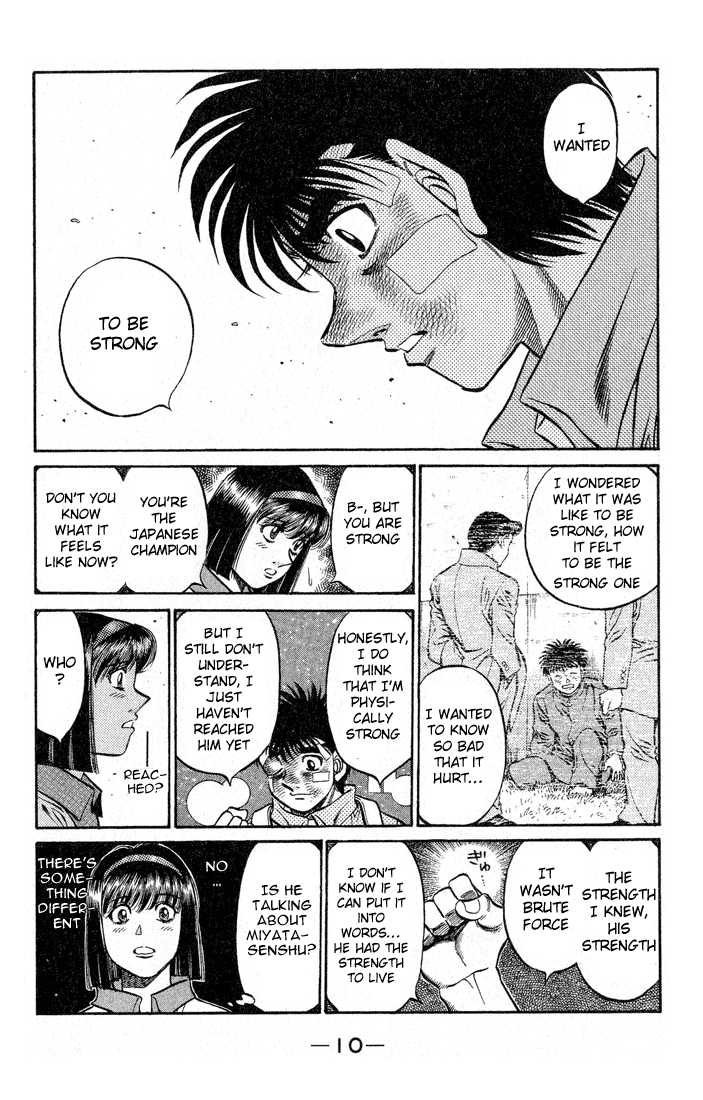 I
WANTED
TO BE
STRONG
I WONDERED
WHAT IT WAS
LIKE TO BE
STRONG, HOW
IT FELT
TO BE THE
STRONG ONE
I WANTED
TO KNOW
SO BAD
THAT IT
HURT...
B-, BUT
YOU ARE
STRONG
YOU'RE
THE
JAPANESE
CHAMPION
DON'T YOU
KNOW
WHAT IT
FEELS
LIKE NOW?
HONESTLY,
I DO
THINK
THAT I'M
PHYSI-
CALLY
STRONG
BUT I
STILL DON'T
UNDER-
STAND, I
JUST
HAVEN'T
REACHED
HIM YET
REAC-
HED?
WHO
?
THE
STRENGTH
I KNEW,
HIS
STRENGTH
IT
WASN'T
BRUTE
FORCE
ぎゅ
I DON'T
KNOW IF I
CAN PUT IT
INTO
WORDS...
HE HAD THE
STRENGTH
TO LIVE
IS HE
TALKING
ABOUT
MIYATA-
SENSHU?
NO
...
THERE'S
SOME-
THING
DIFFER-
ENT
—10—